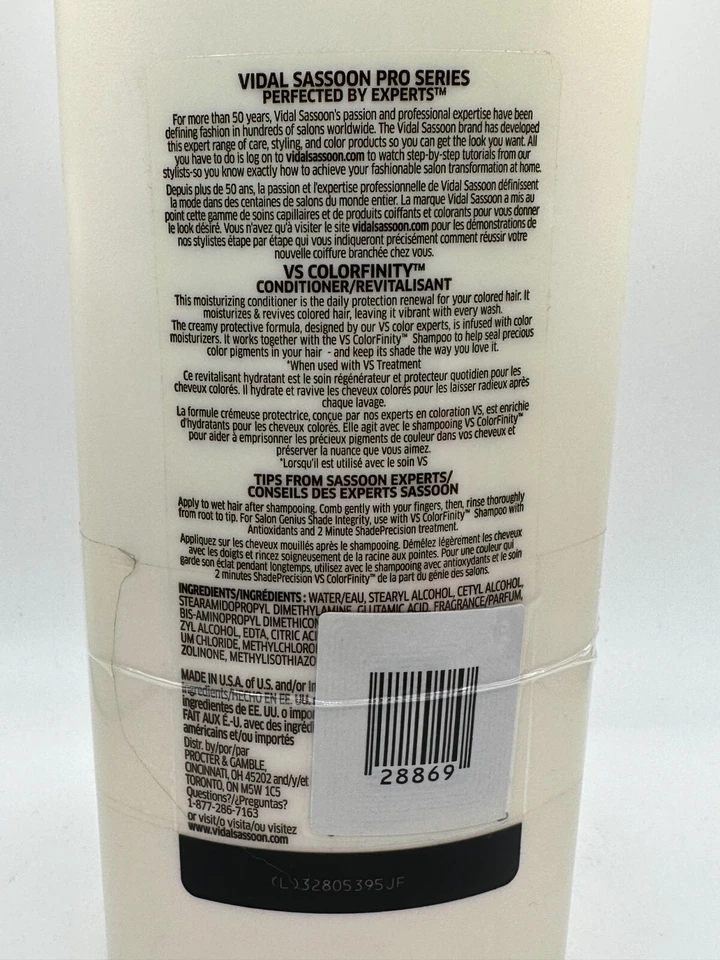 VIDAL SASSOON PRO SERIES
PERFECTED BY EXPERTS™
For more than 50 years, Vidal Sassoon's passion and professional expertise have been
defining fashion in hundreds of salons worldwide. The Vidal Sassoon brand has developed
this expert range of care, styling, and color products so you can get the look you want. All
you have to do is log on to vidalsassoon.com to watch step-by-step tutorials from our
stylists-so you know exactly how to achieve your fashionable salon transformation at home.
Depuis plus de 50 ans, la passion et l'expertise professionnelle de Vidal Sassoon définissent
la mode dans des centaines de salons du monde entier. La marque Vidal Sassoon a mis au
point cette gamme de soins capillaires et de produits coiffants et colorants pour vous donner
le look désiré. Vous n'avez qu'à visiter le site vidalsassoon.com pour les démonstrations de
nos stylistes étape par étape qui vous indiqueront précisément comment réussir votre
nouvelle coiffure branchée chez vous.
VS COLORFINITY™
CONDITIONER/REVITALISANT
This moisturizing conditioner is the daily protection renewal for your colored hair. It
moisturizes & revives colored hair, leaving it vibrant with every wash.
The creamy protective formula, designed by our VS color experts, is infused with color
moisturizers. It works together with the VS ColorFinity™ Shampoo to help seal precious
color pigments in your hair - and keep its shade the way you love it.
*When used with VS Treatment
Ce revitalisant hydratant est le soin régénérateur et protecteur quotidien pour les
cheveux colorés. Il hydrate et ravive les cheveux colorés pour les laisser radieux après
chaque lavage.
La formule crémeuse protectrice, conçue par nos experts en coloration VS, est enrichie
d'hydratants pour les cheveux colorés. Elle agit avec le shampooing VS ColorFinity™
pour aider à emprisonner les précieux pigments de couleur dans vos cheveux et
préserver la nuance que vous aimez.
*Lorsqu'il est utilisé avec le soin VS
TIPS FROM SASSOON EXPERTS/
CONSEILS DES EXPERTS SASSOON
Apply to wet hair after shampooing. Comb gently with your fingers, then, rinse thoroughly
from root to tip. For Salon Genius Shade Integrity, use with VS ColorFinity™ Shampoo with
Antioxidants and 2 Minute ShadePrecision treatment.
Appliquez sur les cheveux mouillés après le shampooing. Démêlez légèrement les cheveux
avec les doigts et rincez soigneusement de la racine aux pointes. Pour une couleur qui
garde son éclat pendant longtemps, utilisez avec le shampooing avec antioxydants et le soin
2 minutes ShadePrecision VS ColorFinity™ de la part du génie des salons.
INGREDIENTS/INGRÉDIENTS : WATER/EAU, STEARYL ALCOHOL, CETYL ALCOHOL,
STEARAMIDOPROPYL DIMETHYLAMINE, GLUTAMIC ACID, FRAGRANCE/PARFUM,
BIS-AMINOPROPYL DIMETHICON
ZYL ALCOHOL, EDTA, CITRIC AC
UM CHLORIDE, METHYLCHLORO
ZOLINONE, METHYLISOTHIAZO
MADE IN U.S.A. of U.S. and/or
ingredients/HECHO EN EE. UU.
ingredientes de EE. UU. o impor
FAIT AUX É.-U. avec des ingrédi
américains et/ou importés
Distr. by/por/par
PROCTER & GAMBLE,
CINCINNATI, OH 45202 and/y/et
TORONTO, ON M5W 1C5
Questions?/¿Preguntas?
1-877-286-7163
or visit/o visita/ou visitez
www.vidalsassoon.com
28869
(L)32805395JF